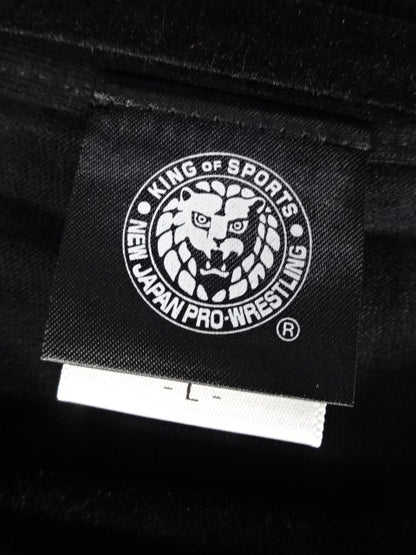 KING OF SPORTS
NEW JAPAN PRO-WRESTLING
®
-L-